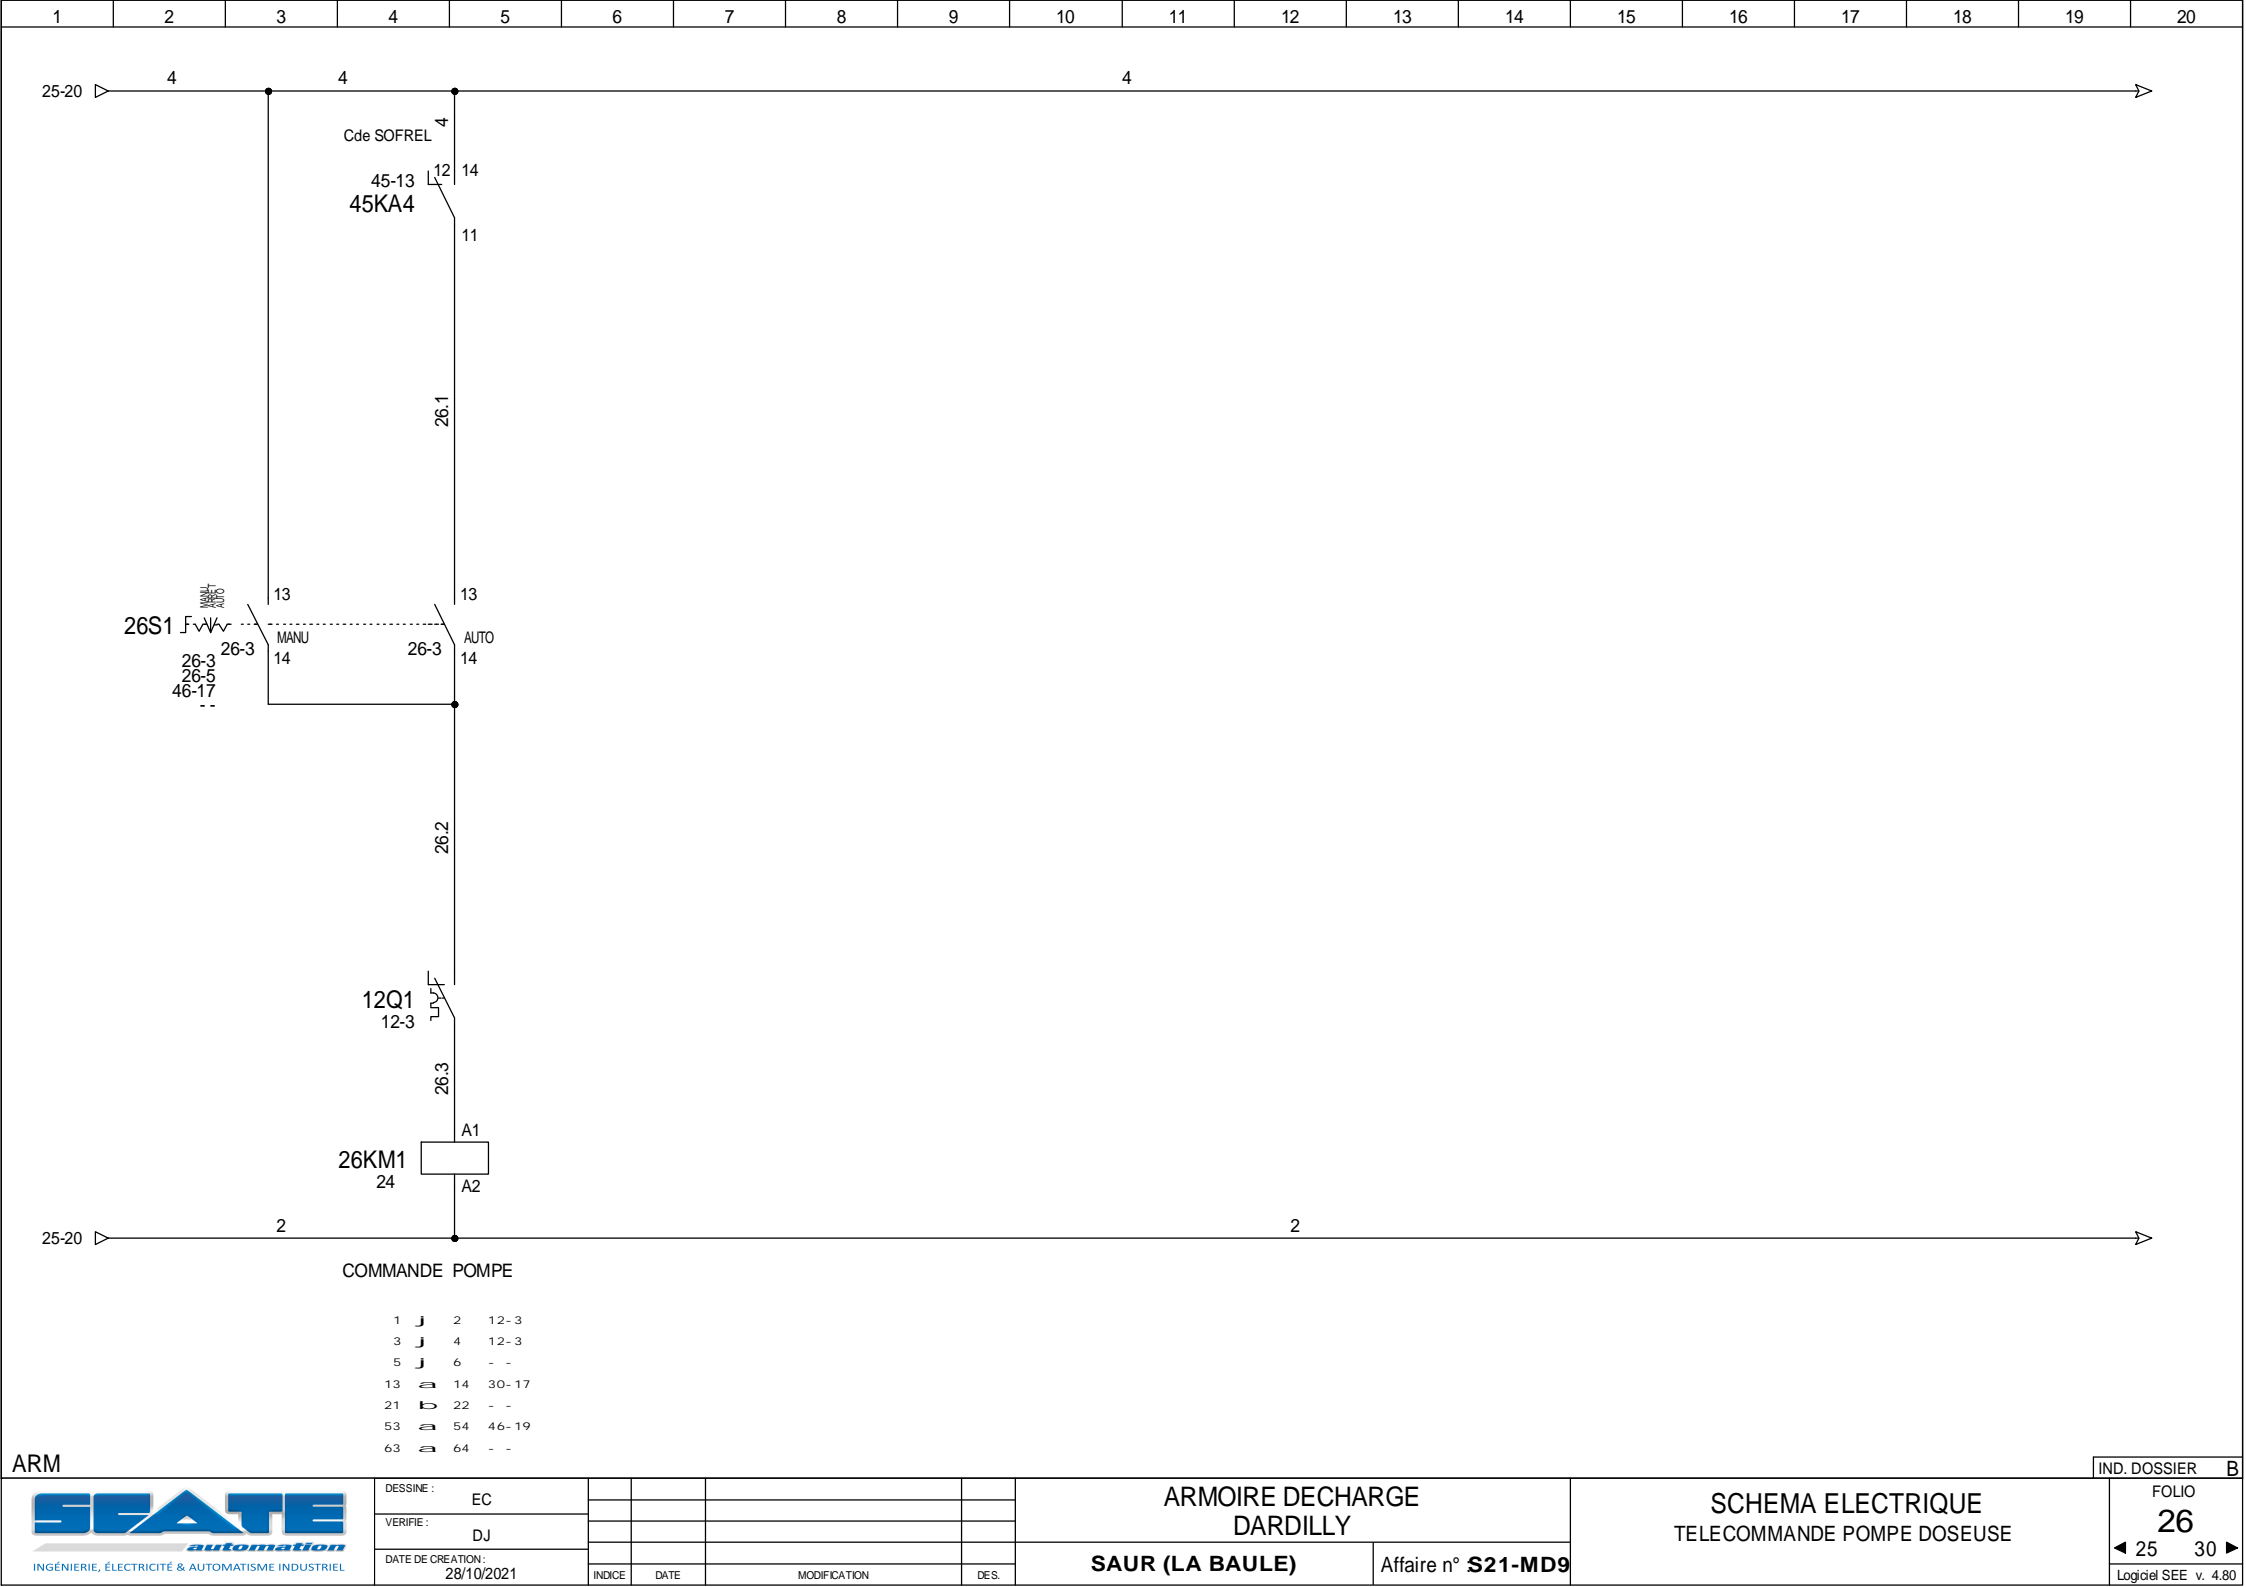 1 2 3 4 5 6 7 8 9 10 11 12 13 14 15 16 17 18 19 20
4 4 4
25-20
4
Cde SOFREL
12 14
45-13
45KA4
11
26.1
MANU
ARRET
AUTO
13 13
26S1
MANU AUTO
26-3 26-3
14 14
26-3
26-5
46-17
- -
26.2
12Q1
12-3
26.3
A1
26KM1
24
A2
2 2
25-20
COMMANDE POMPE
1 j 2 12-3
3 j 4 12-3
5 j 6 - -
13 a 14 30-17
21 b 22 - -
53 a 54 46-19
63 a 64 - -
ARM
IND. DOSSIER B
SEATE
automation
INGÉNIERIE, ÉLECTRICITÉ & AUTOMATISME INDUSTRIEL
DESSINE :
EC
VERIFIE :
DJ
DATE DE CREATION :
28/10/2021
INDICE DATE MODIFICATION DES.
ARMOIRE DECHARGE
DARDILLY
SAUR (LA BAULE)
Affaire n° S21-MD9
SCHEMA ELECTRIQUE
TELECOMMANDE POMPE DOSEUSE
FOLIO
26
25 30
Logiciel SEE v. 4.80